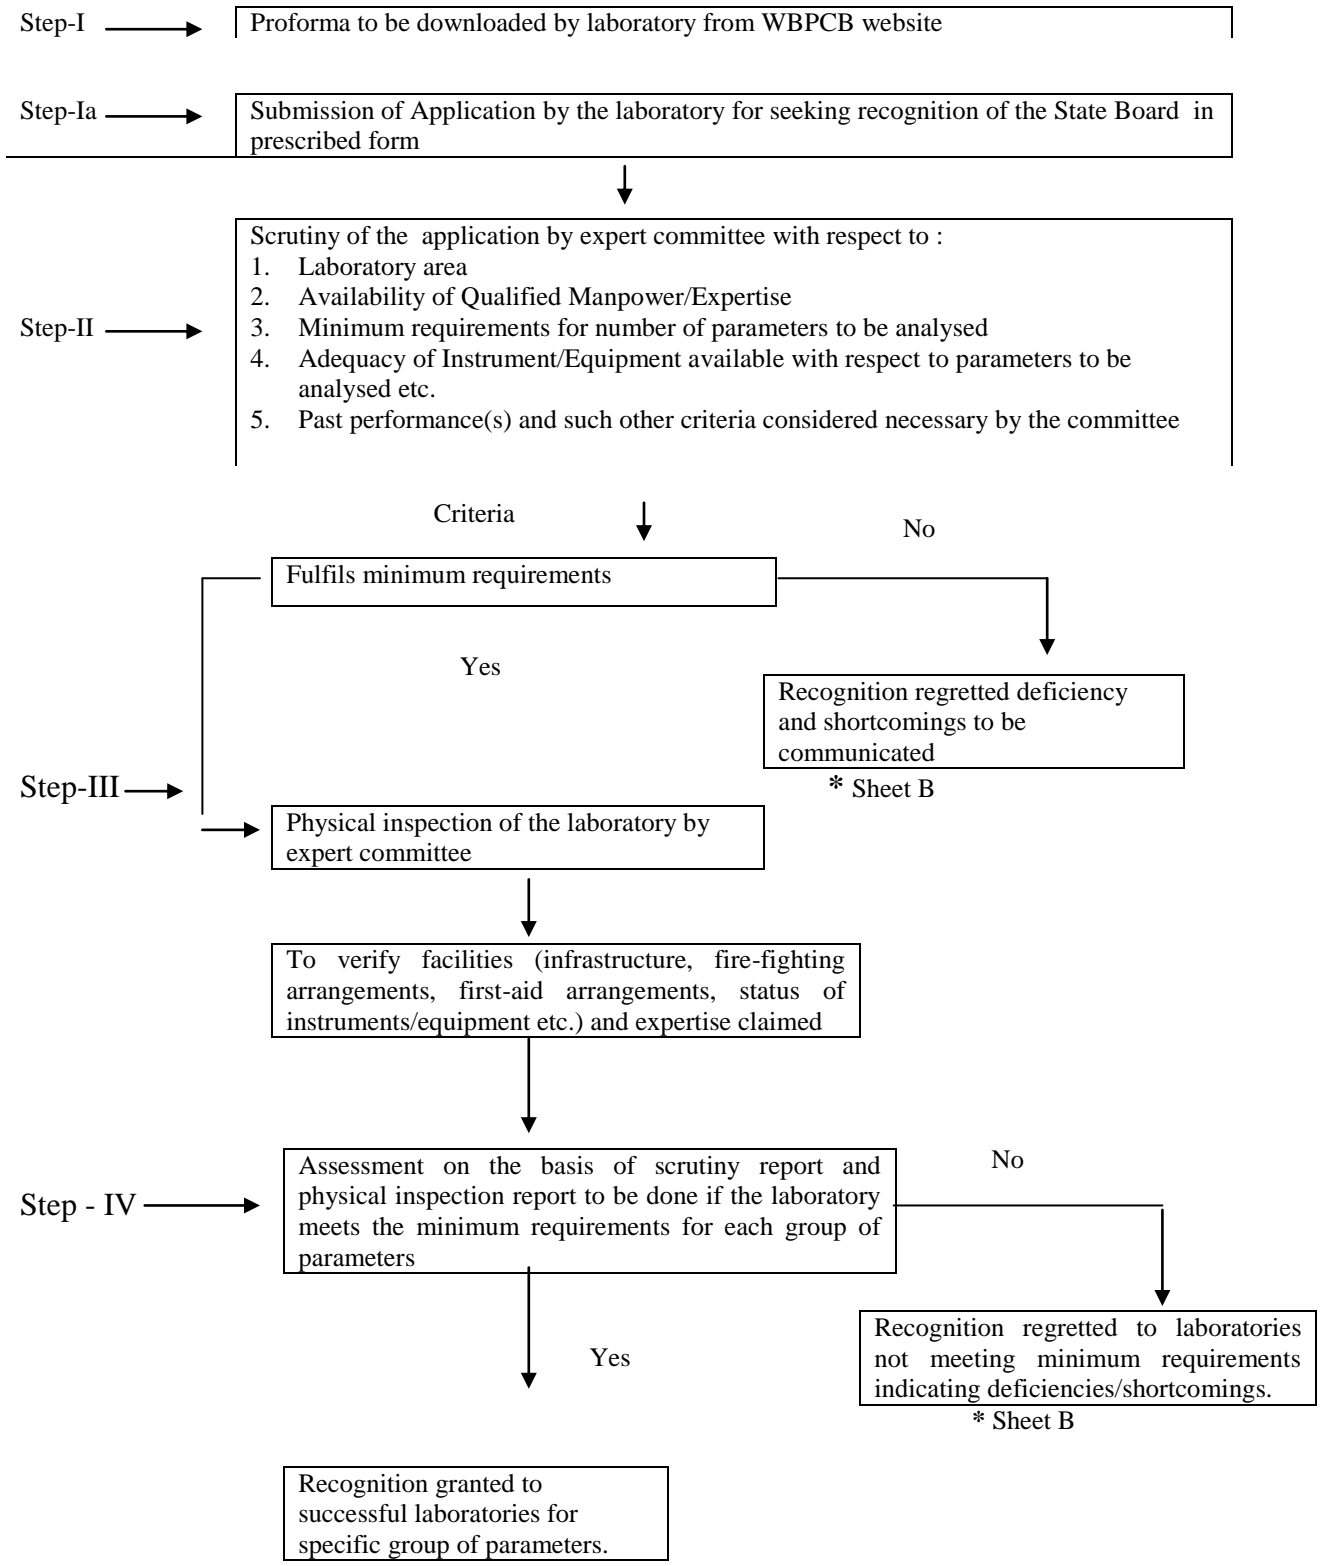 Step-I
Proforma to be downloaded by laboratory from WBPCB website
Step-Ia
Submission of Application by the laboratory for seeking recognition of the State Board in
prescribed form
Scrutiny of the application by expert committee with respect to :
1. Laboratory area
2. Availability of Qualified Manpower/Expertise
Step-II
3. Minimum requirements for number of parameters to be analysed
4. Adequacy of Instrument/Equipment available with respect to parameters to be
analysed etc.
5. Past performance(s) and such other criteria considered necessary by the committee
Criteria
No
Fulfils minimum requirements
Yes
Recognition regretted deficiency
and shortcomings to be
communicated
* Sheet B
Step-III
Physical inspection of the laboratory by
expert committee
To verify facilities (infrastructure, fire-fighting
arrangements, first-aid arrangements, status of
instruments/equipment etc.) and expertise claimed
Step - IV
Assessment on the basis of scrutiny report and
physical inspection report to be done if the laboratory
meets the minimum requirements for each group of
parameters
No
Yes
Recognition regretted to laboratories
not meeting minimum requirements
indicating deficiencies/shortcomings.
* Sheet B
Recognition granted to
successful laboratories for
specific group of parameters.